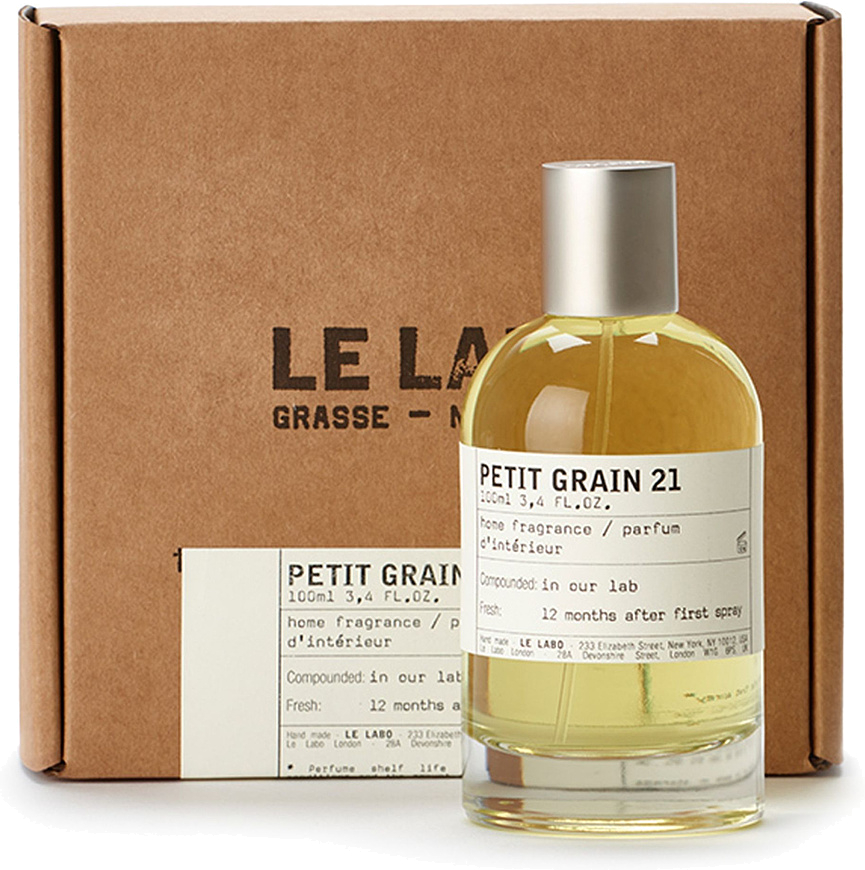 LE LA
GRASSE – N
PETIT GRAIN 21
100ml 3,4 FL.OZ.
home fragrance / parfum
d'intérieur
Compounded: in our lab
Fresh: 12 months after first spray
Hand made - LE LABO - 233 Elizabeth Street, New York, NY 10012, USA
Le Labo London - 28A Devonshire Street, London W1G 6PS, UK
PETIT GRAIN
100ml 3,4 FL.OZ.
home fragrance / p
d'intérieur
Compounded: in our lab
Fresh: 12 months a
Hand made - LE LABO - 233 Elizabeth
Le Labo London - 28A Devonshire
* Perfume shelf life